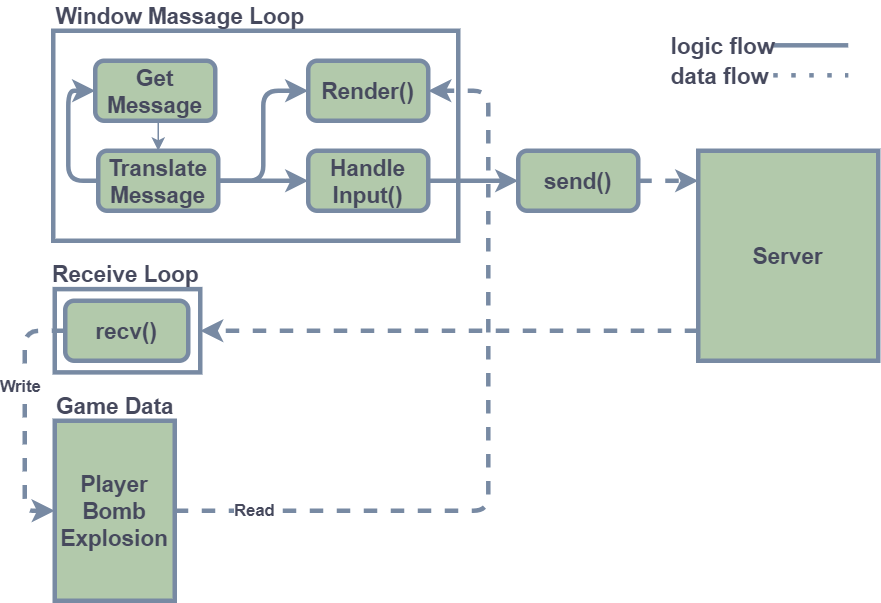 Window Massage Loop
logic flow
data flow
Get
Message
Render()
Translate
Message
Handle
Input()
send()
Server
Receive Loop
recv()
Write
Game Data
Player
Bomb
Explosion
Read